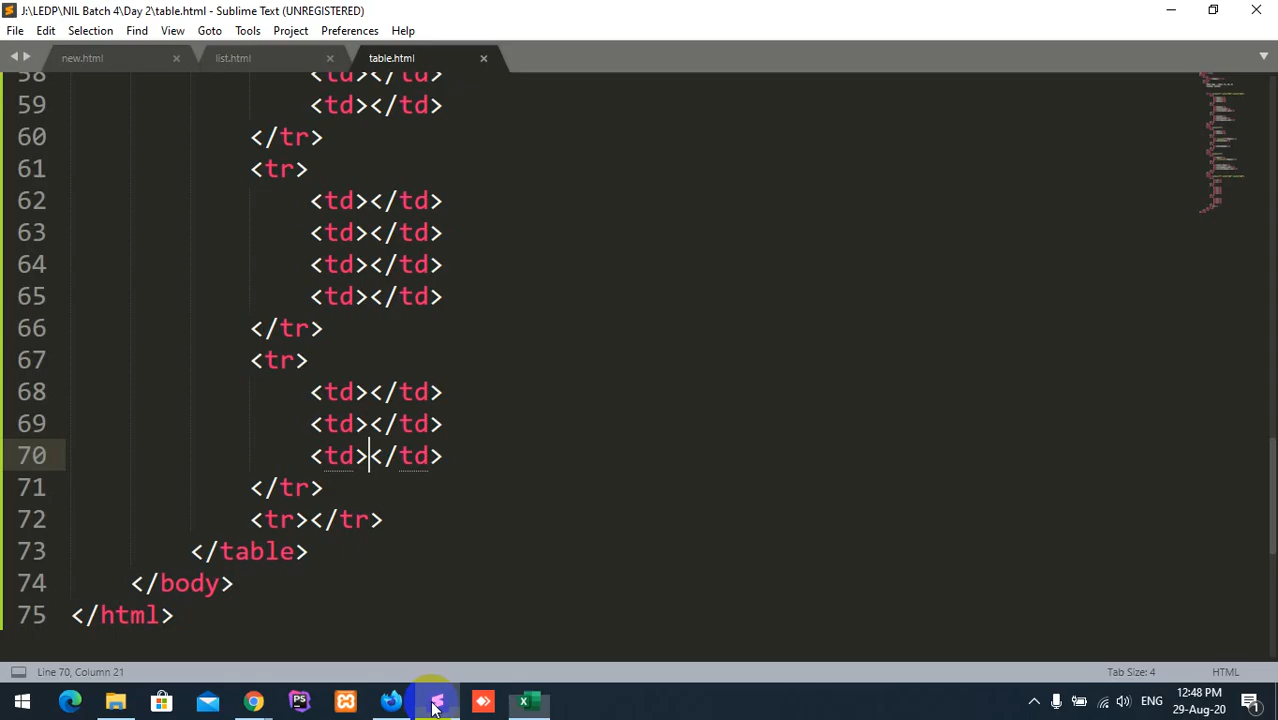 J:\LEDP\NIL Batch 4\Day 2\table.html - Sublime Text (UNREGISTERED)
File Edit Selection Find View Goto Tools Project Preferences Help
new.html list.html table.html
58 <td></td>
59 <td></td>
60 </tr>
61 <tr>
62 <td></td>
63 <td></td>
64 <td></td>
65 <td></td>
66 </tr>
67 <tr>
68 <td></td>
69 <td></td>
70 <td></td>
71 </tr>
72 <tr></tr>
73 </table>
74 </body>
75 </html>
Line 70, Column 21 Tab Size: 4 HTML
ENG 12:48 PM
29-Aug-20